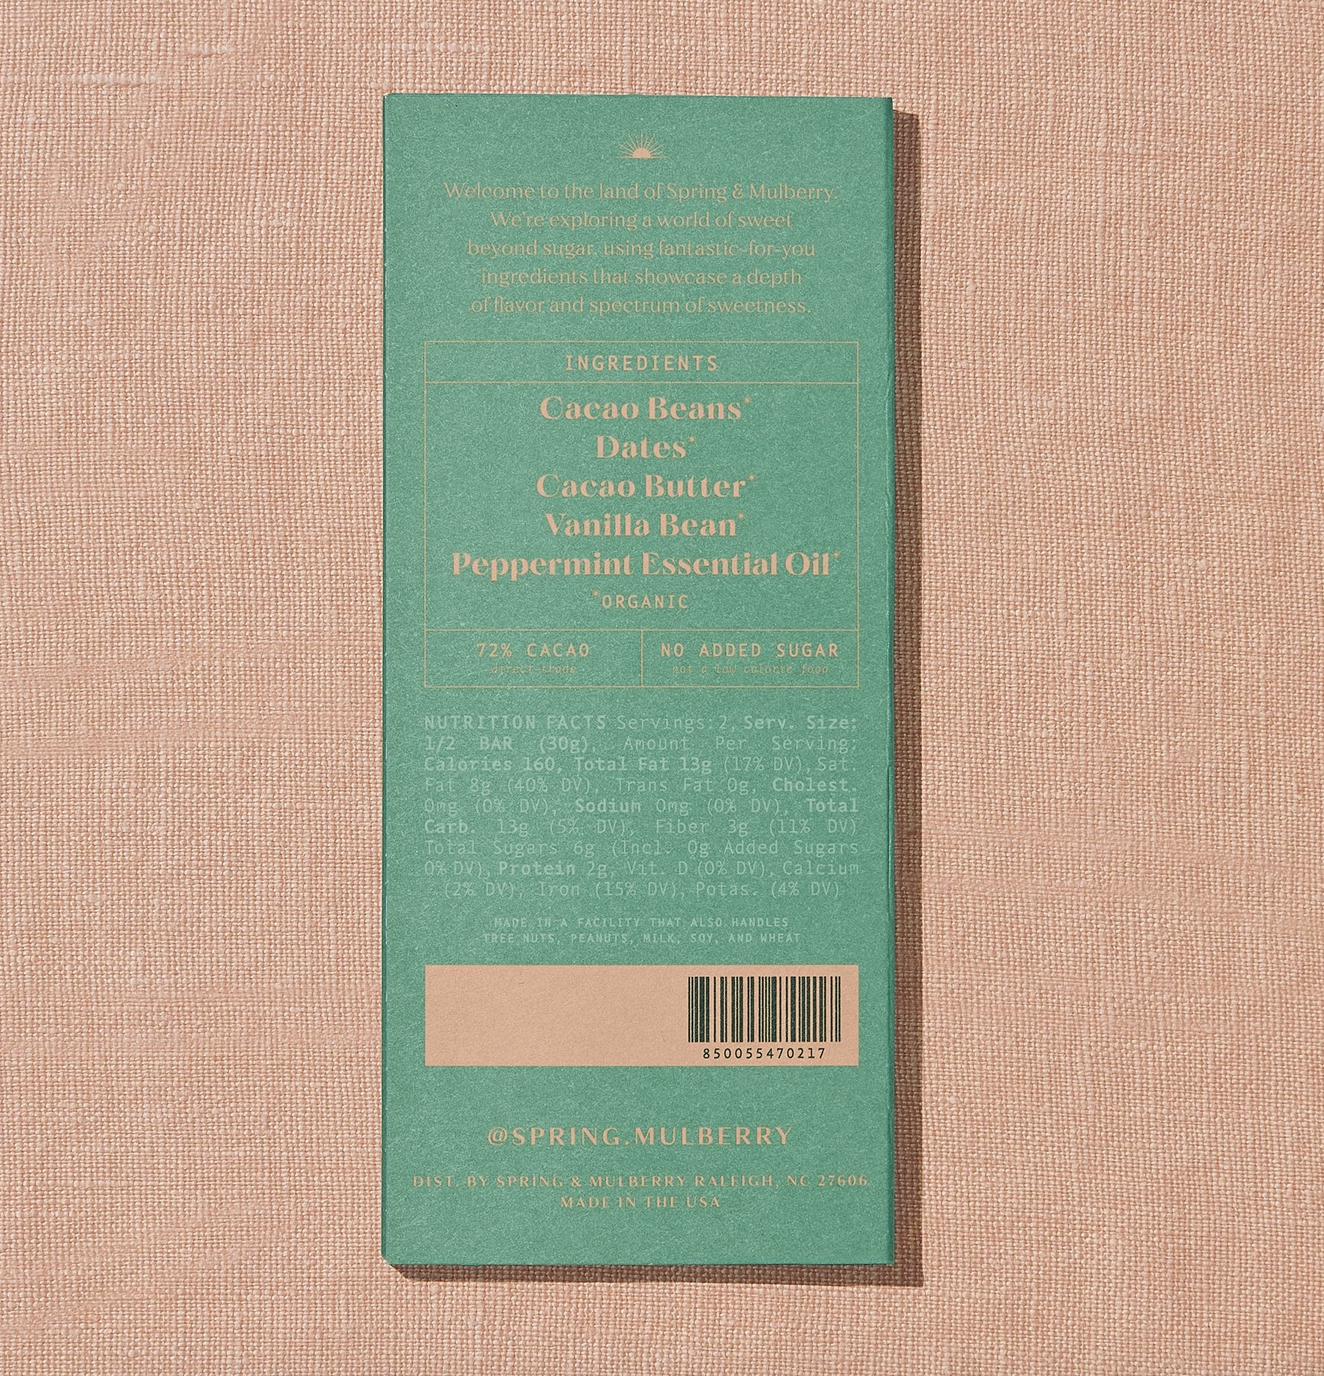 Welcome to the land of Spring & Mulberry.
We're exploring a world of sweet
beyond sugar, using fantastic-for-you
ingredients that showcase a depth
of flavor and spectrum of sweetness.
INGREDIENTS
Cacao Beans*
Dates*
Cacao Butter*
Vanilla Bean*
Peppermint Essential Oil*
*ORGANIC
72% CACAO
direct-trade
NO ADDED SUGAR
not a low calorie food
NUTRITION FACTS Servings: 2, Serv. Size:
1/2 BAR (30g), Amount Per Serving:
Calories 160, Total Fat 13g (17% DV), Sat.
Fat 8g (40% DV), Trans Fat 0g, Cholest.
0mg (0% DV), Sodium 0mg (0% DV), Total
Carb. 13g (5% DV), Fiber 3g (11% DV)
Total Sugars 6g (Incl. 0g Added Sugars
0% DV), Protein 2g, Vit. D (0% DV), Calcium
(2% DV), Iron (15% DV), Potas. (4% DV)
MADE IN A FACILITY THAT ALSO HANDLES
TREE NUTS, PEANUTS, MILK, SOY, AND WHEAT
850055470217
@SPRING.MULBERRY
DIST. BY SPRING & MULBERRY RALEIGH, NC 27606
MADE IN THE USA